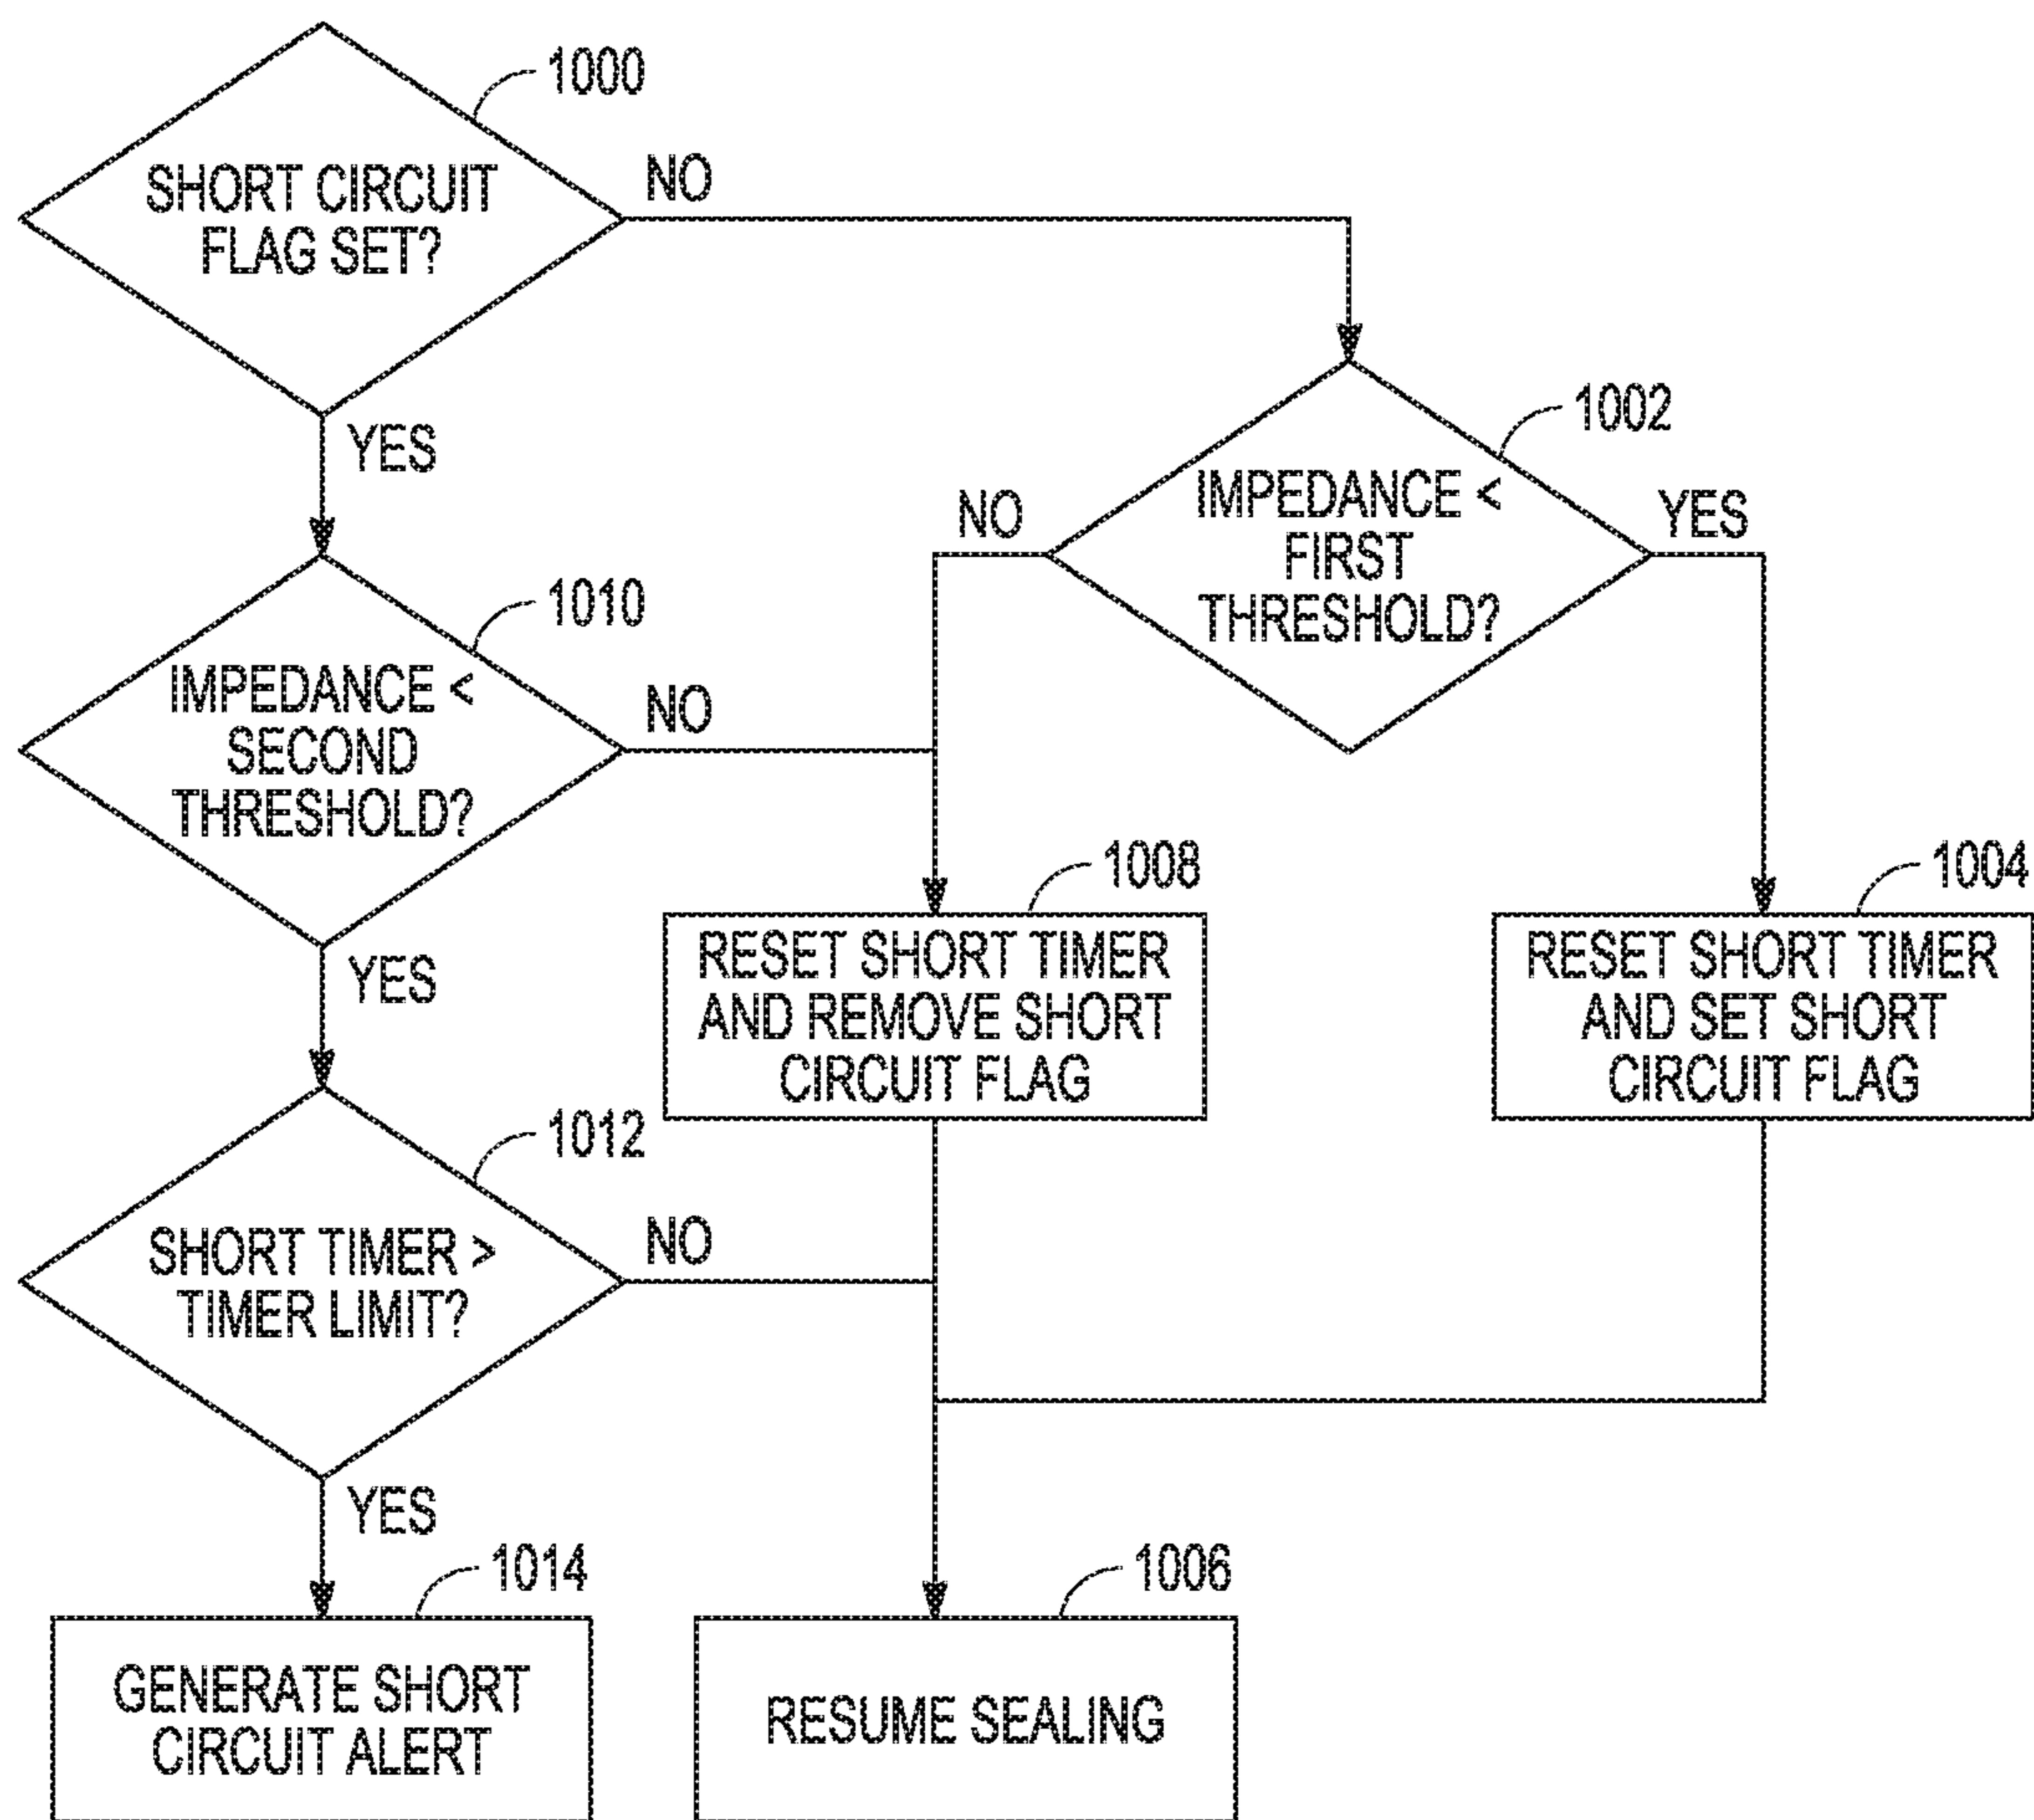 1000
SHORT CIRCUIT
FLAG SET?
NO
YES
1002
IMPEDANCE <
FIRST
THRESHOLD?
NO
YES
1010
IMPEDANCE <
SECOND
THRESHOLD?
NO
YES
1008
RESET SHORT TIMER
AND REMOVE SHORT
CIRCUIT FLAG
1004
RESET SHORT TIMER
AND SET SHORT
CIRCUIT FLAG
1012
SHORT TIMER >
TIMER LIMIT?
NO
YES
1014
GENERATE SHORT
CIRCUIT ALERT
1006
RESUME SEALING